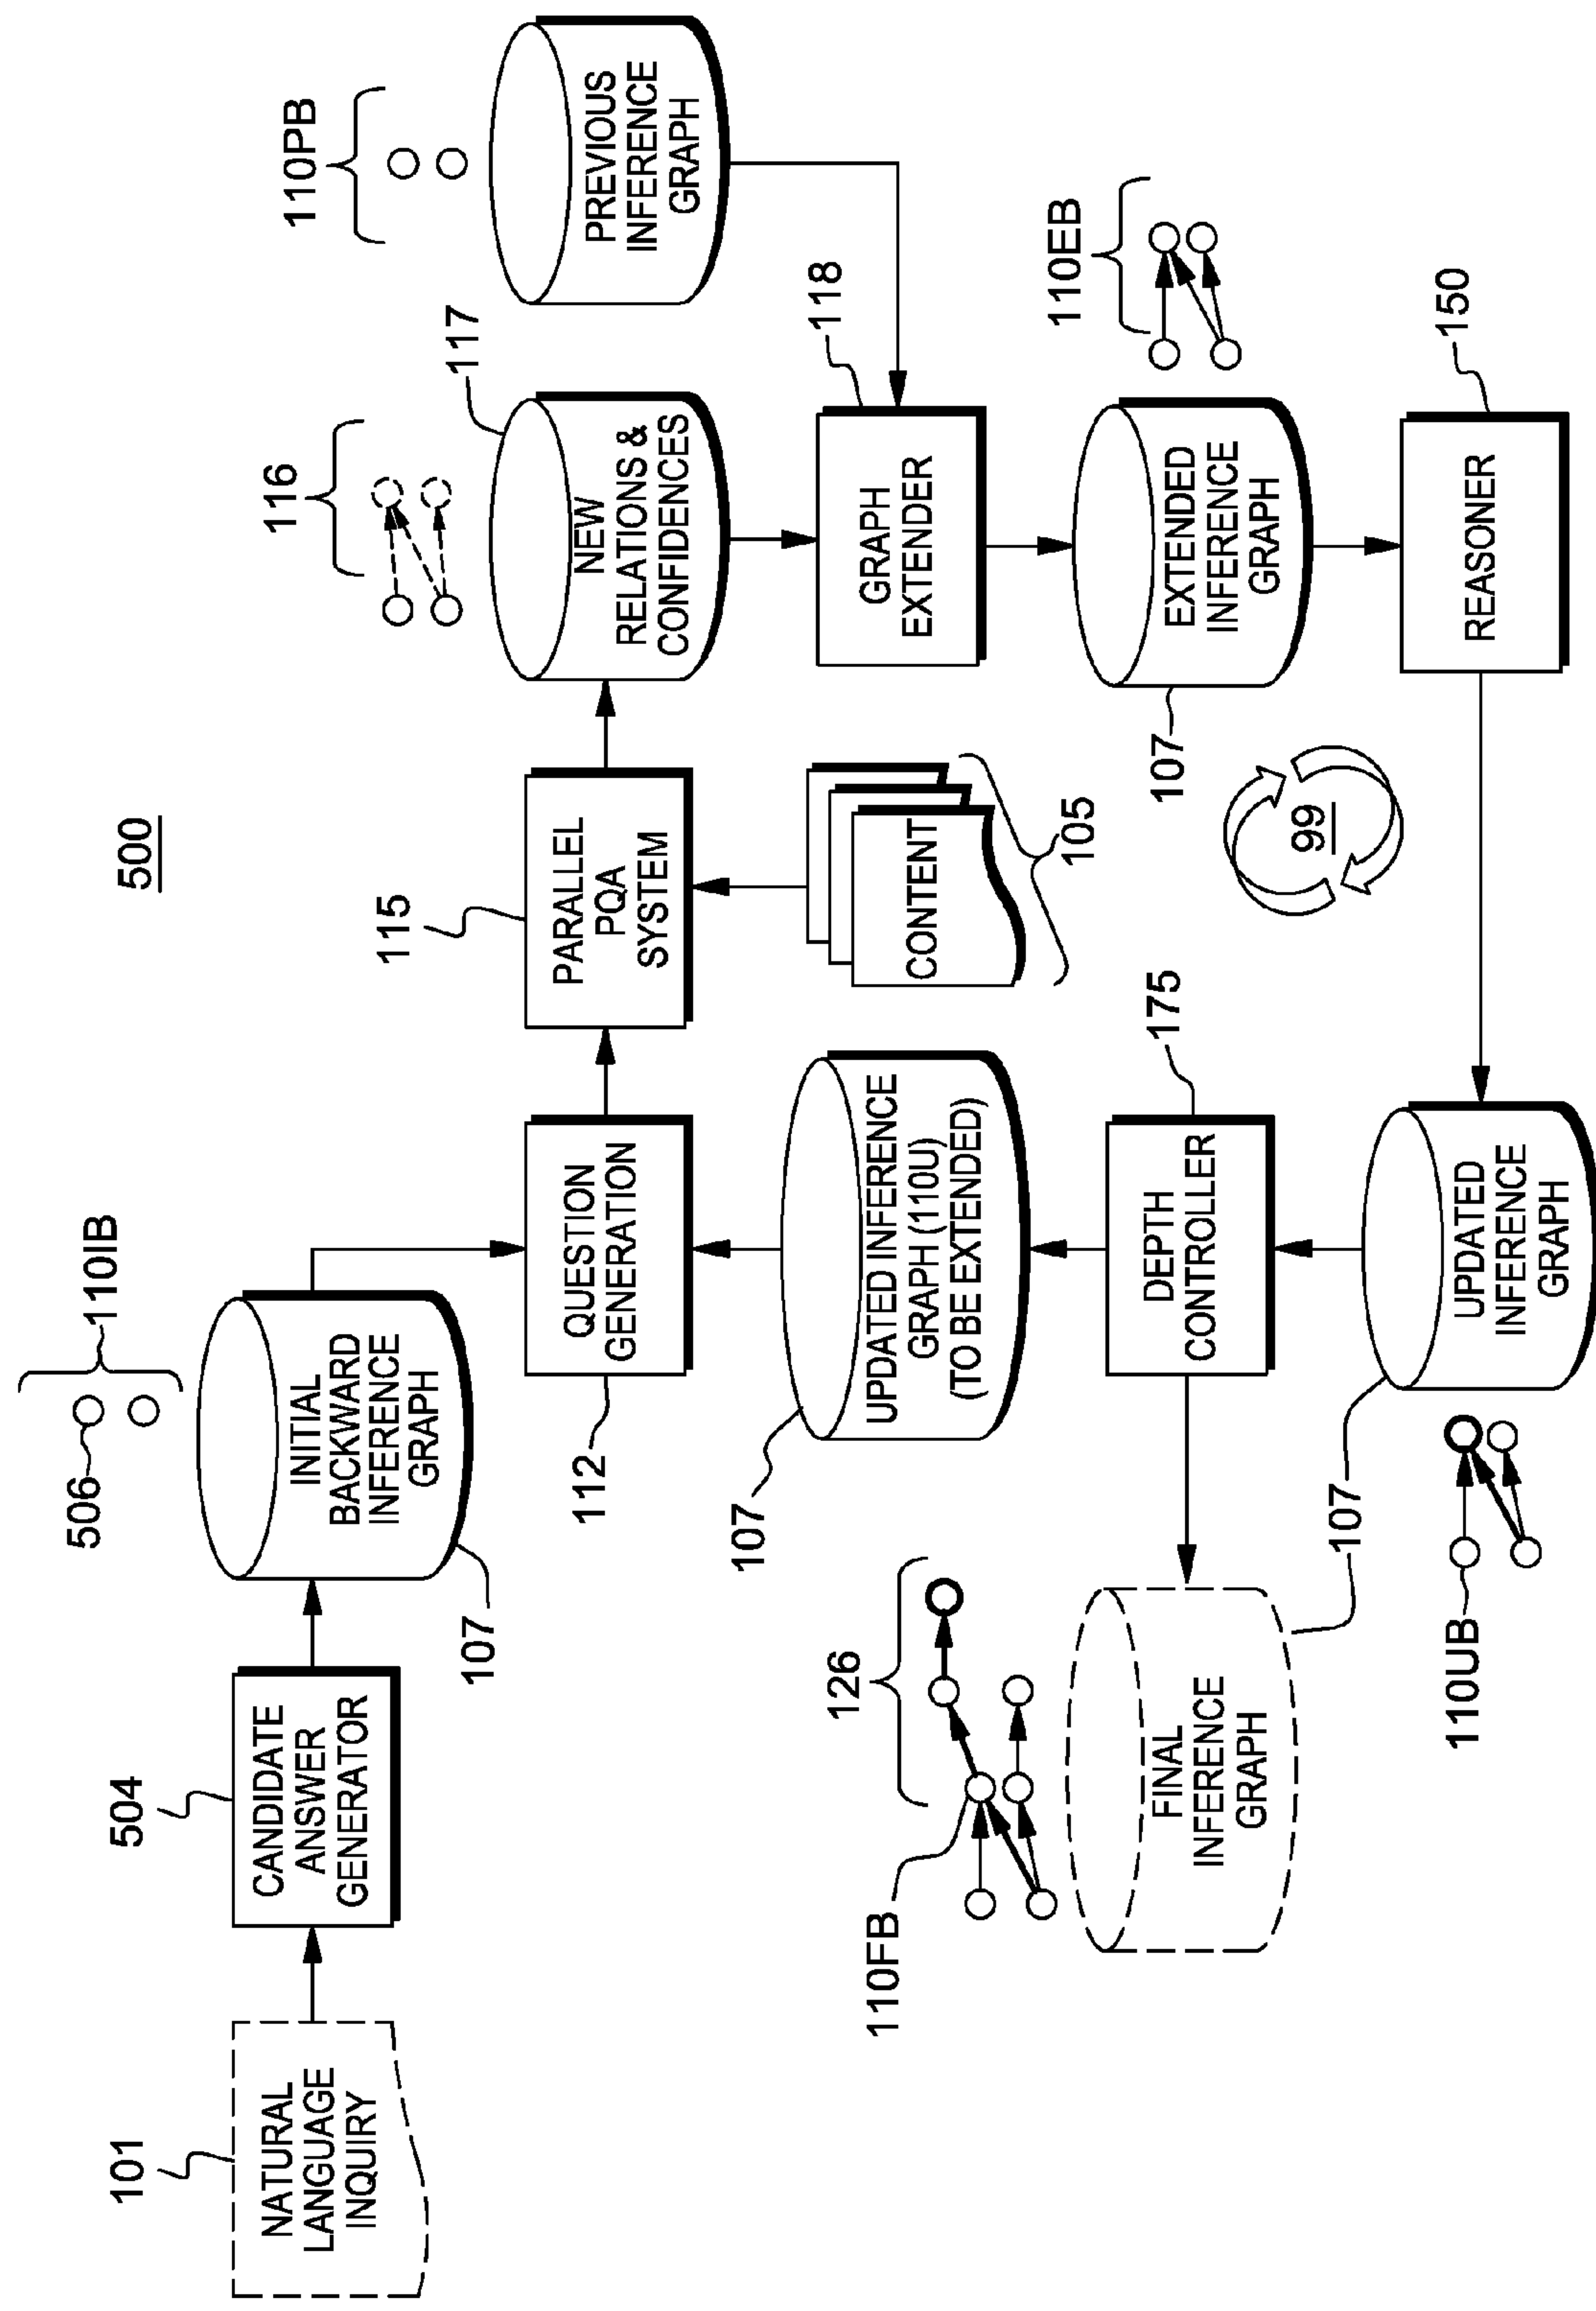 500
101
NATURAL
LANGUAGE
INQUIRY
504
CANDIDATE
ANSWER
GENERATOR
506
110IB
INITIAL
BACKWARD
INFERENCE
GRAPH
107
112
QUESTION
GENERATION
115
PARALLEL
PQA
SYSTEM
CONTENT
105
116
117
NEW
RELATIONS &
CONFIDENCES
110PB
PREVIOUS
INFERENCE
GRAPH
118
GRAPH
EXTENDER
110EB
EXTENDED
INFERENCE
GRAPH
107
150
REASONER
99
107
UPDATED INFERENCE
GRAPH (110U)
(TO BE EXTENDED)
175
DEPTH
CONTROLLER
UPDATED
INFERENCE
GRAPH
107
110UB
126
110FB
FINAL
INFERENCE
GRAPH